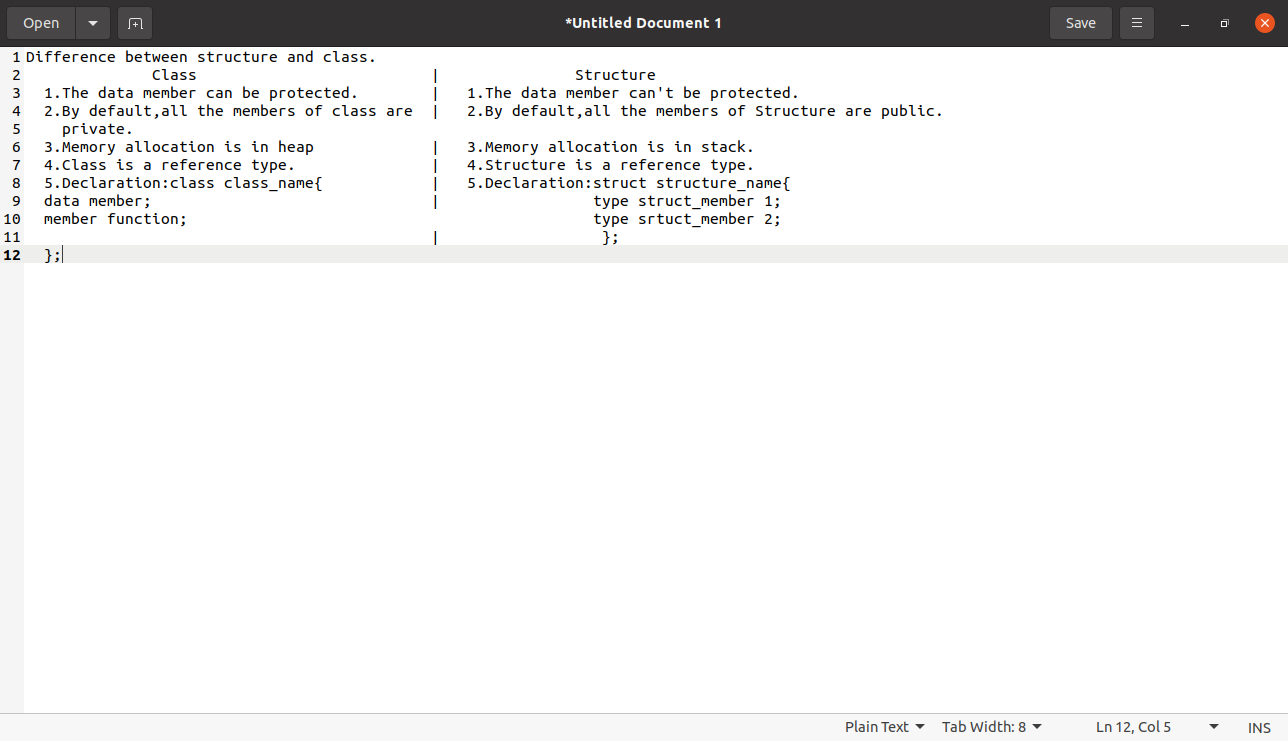 Open
*Untitled Document 1
Save
1 Difference between structure and class.
2 Class | Structure
3 1.The data member can be protected. | 1.The data member can't be protected.
4 2.By default,all the members of class are | 2.By default,all the members of Structure are public.
5 private.
6 3.Memory allocation is in heap | 3.Memory allocation is in stack.
7 4.Class is a reference type. | 4.Structure is a reference type.
8 5.Declaration:class class_name{ | 5.Declaration:struct structure_name{
9 data member; | type struct_member 1;
10 member function; type srtuct_member 2;
11 | };
12 };
Plain Text Tab Width: 8 Ln 12, Col 5 INS